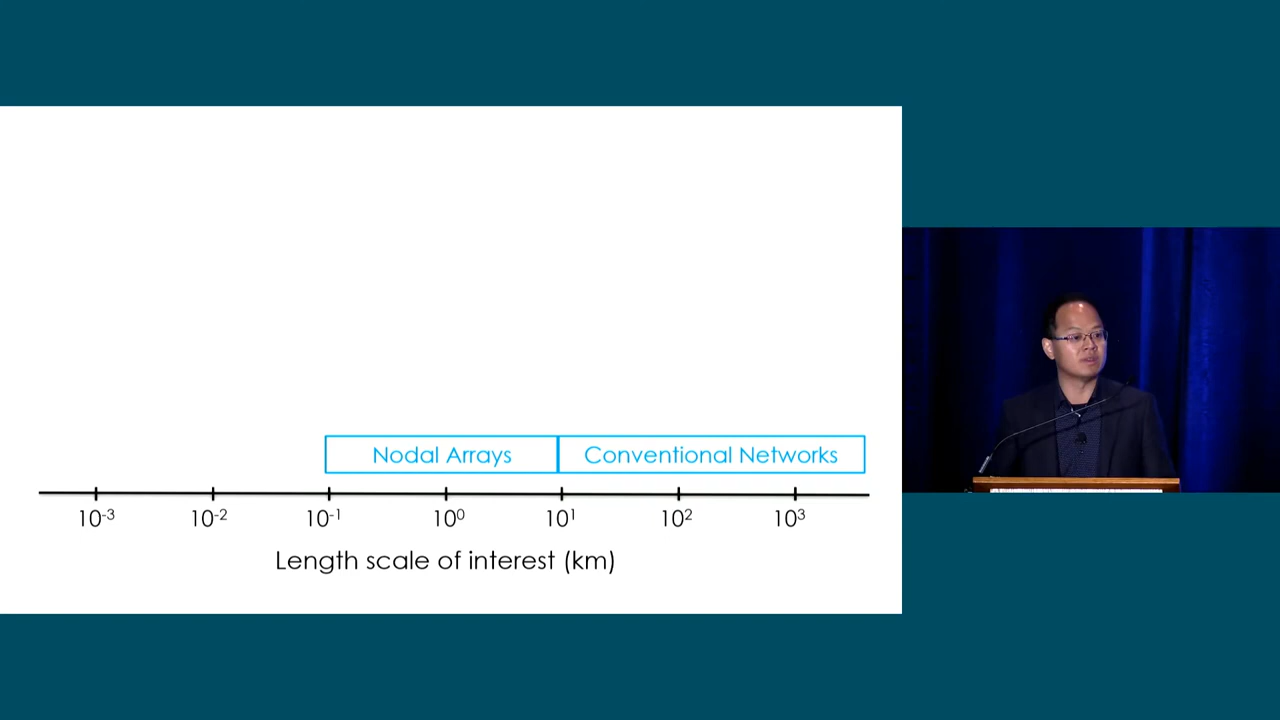 Nodal Arrays Conventional Networks
10⁻³ 10⁻² 10⁻¹ 10⁰ 10¹ 10² 10³
Length scale of interest (km)